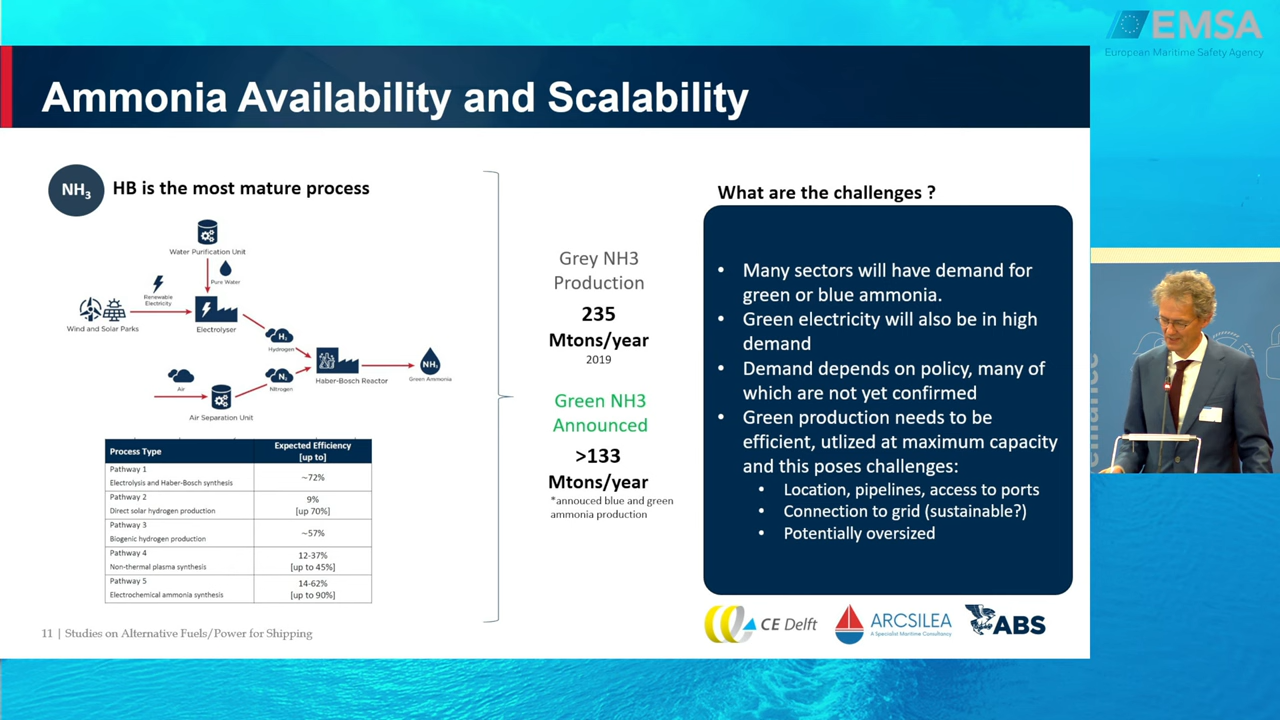 EMSA
European Maritime Safety Agency
Ammonia Availability and Scalability
NH3
HB is the most mature process
Water Purification Unit
Pure Water
Renewable
Electricity
Wind and Solar Parks
Electrolyser
H2
Hydrogen
Air
N2
Nitrogen
Air Separation Unit
Haber-Bosch Reactor
NH3
Green Ammonia
Process Type
Expected Efficiency
[up to]
Pathway 1
Electrolysis and Haber-Bosch synthesis
~72%
Pathway 2
Direct solar hydrogen production
9%
[up 70%]
Pathway 3
Biogenic hydrogen production
~57%
Pathway 4
Non-thermal plasma synthesis
12-37%
[up to 45%]
Pathway 5
Electrochemical ammonia synthesis
14-62%
[up to 90%]
Grey NH3
Production
235
Mtons/year
2019
Green NH3
Announced
>133
Mtons/year
*annouced blue and green
ammonia production
What are the challenges ?
• Many sectors will have demand for
green or blue ammonia.
• Green electricity will also be in high
demand
• Demand depends on policy, many of
which are not yet confirmed
• Green production needs to be
efficient, utlized at maximum capacity
and this poses challenges:
• Location, pipelines, access to ports
• Connection to grid (sustainable?)
• Potentially oversized
CE Delft
ARCSILEA
A Specialist Maritime Consultancy
ABS
11 | Studies on Alternative Fuels/Power for Shipping